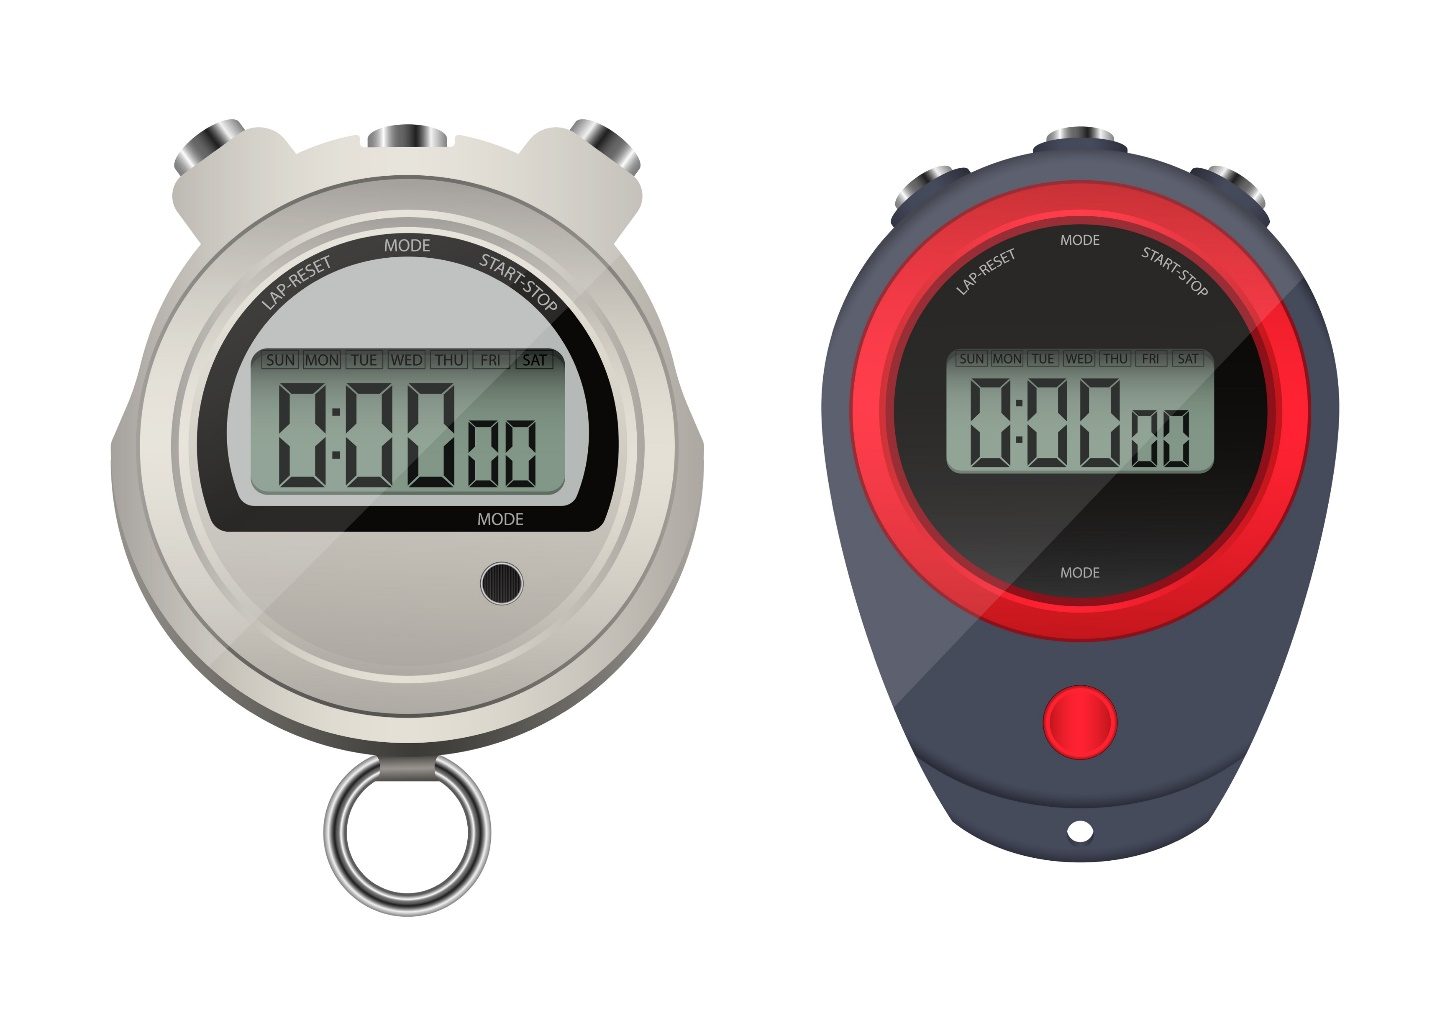 MODE
LAP-RESET
START-STOP
SUN MON TUE WED THU FRI SAT
0:00 00
MODE
MODE
LAP-RESET
START-STOP
SUN MON TUE WED THU FRI SAT
0:00 00
MODE